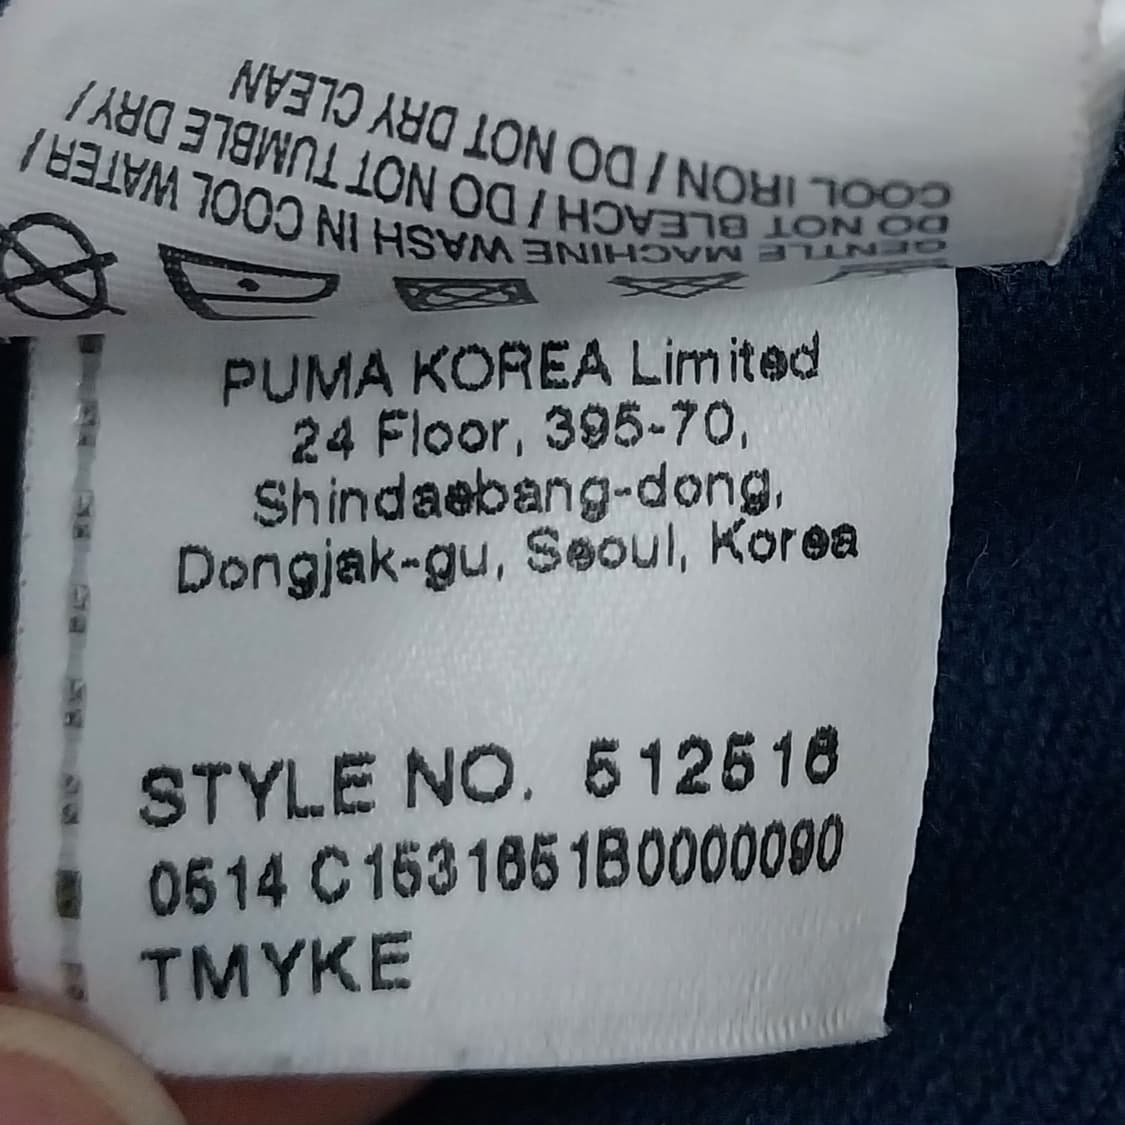 GENTLE MACHINE WASH IN COOL WATER /
DO NOT BLEACH / DO NOT TUMBLE DRY /
COOL IRON / DO NOT DRY CLEAN
PUMA KOREA Limited
24 Floor, 395-70,
Shindaebang-dong,
Dongjak-gu, Seoul, Korea
STYLE NO. 512518
0514 C1531651B0000090
TMYKE